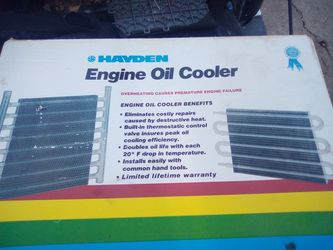 HAYDEN
Engine Oil Cooler
OVERHEATING CAUSES PREMATURE ENGINE FAILURE
ENGINE OIL COOLER BENEFITS
• Eliminates costly repairs
caused by destructive heat.
• Built-in thermostatic control
valve insures peak oil
cooling efficiency.
• Doubles oil life with each
20° F drop in temperature.
• Installs easily with
common hand tools.
• Limited lifetime warranty